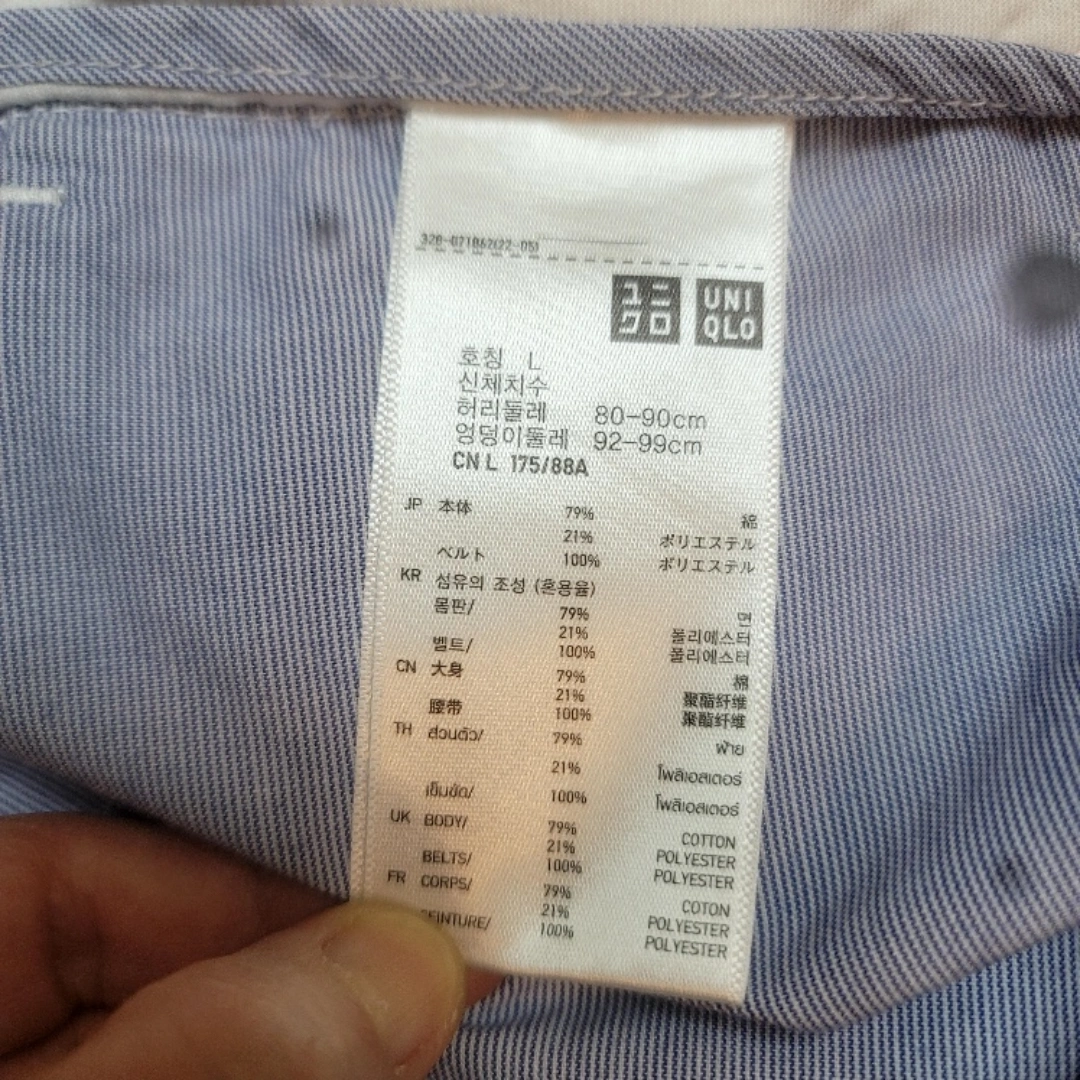 328-071862(22-05)
ユニ UNI
クロ QLO
호칭 L
신체치수
허리둘레 80-90cm
엉덩이둘레 92-99cm
CN L 175/88A
JP 本体 79% 綿
21% ポリエステル
ベルト 100% ポリエステル
KR 섬유의 조성 (혼용율)
몸판/ 79% 면
21% 폴리에스터
벨트/ 100% 폴리에스터
CN 大身 79% 棉
21% 聚酯纤维
腰带 100% 聚酯纤维
TH ส่วนตัว/ 79% ฝ้าย
21% โพลิเอสเตอร์
เข็มขัด/ 100% โพลิเอสเตอร์
UK BODY/ 79% COTTON
21% POLYESTER
BELTS/ 100% POLYESTER
FR CORPS/ 79% COTON
21% POLYESTER
EINTURE/ 100% POLYESTER